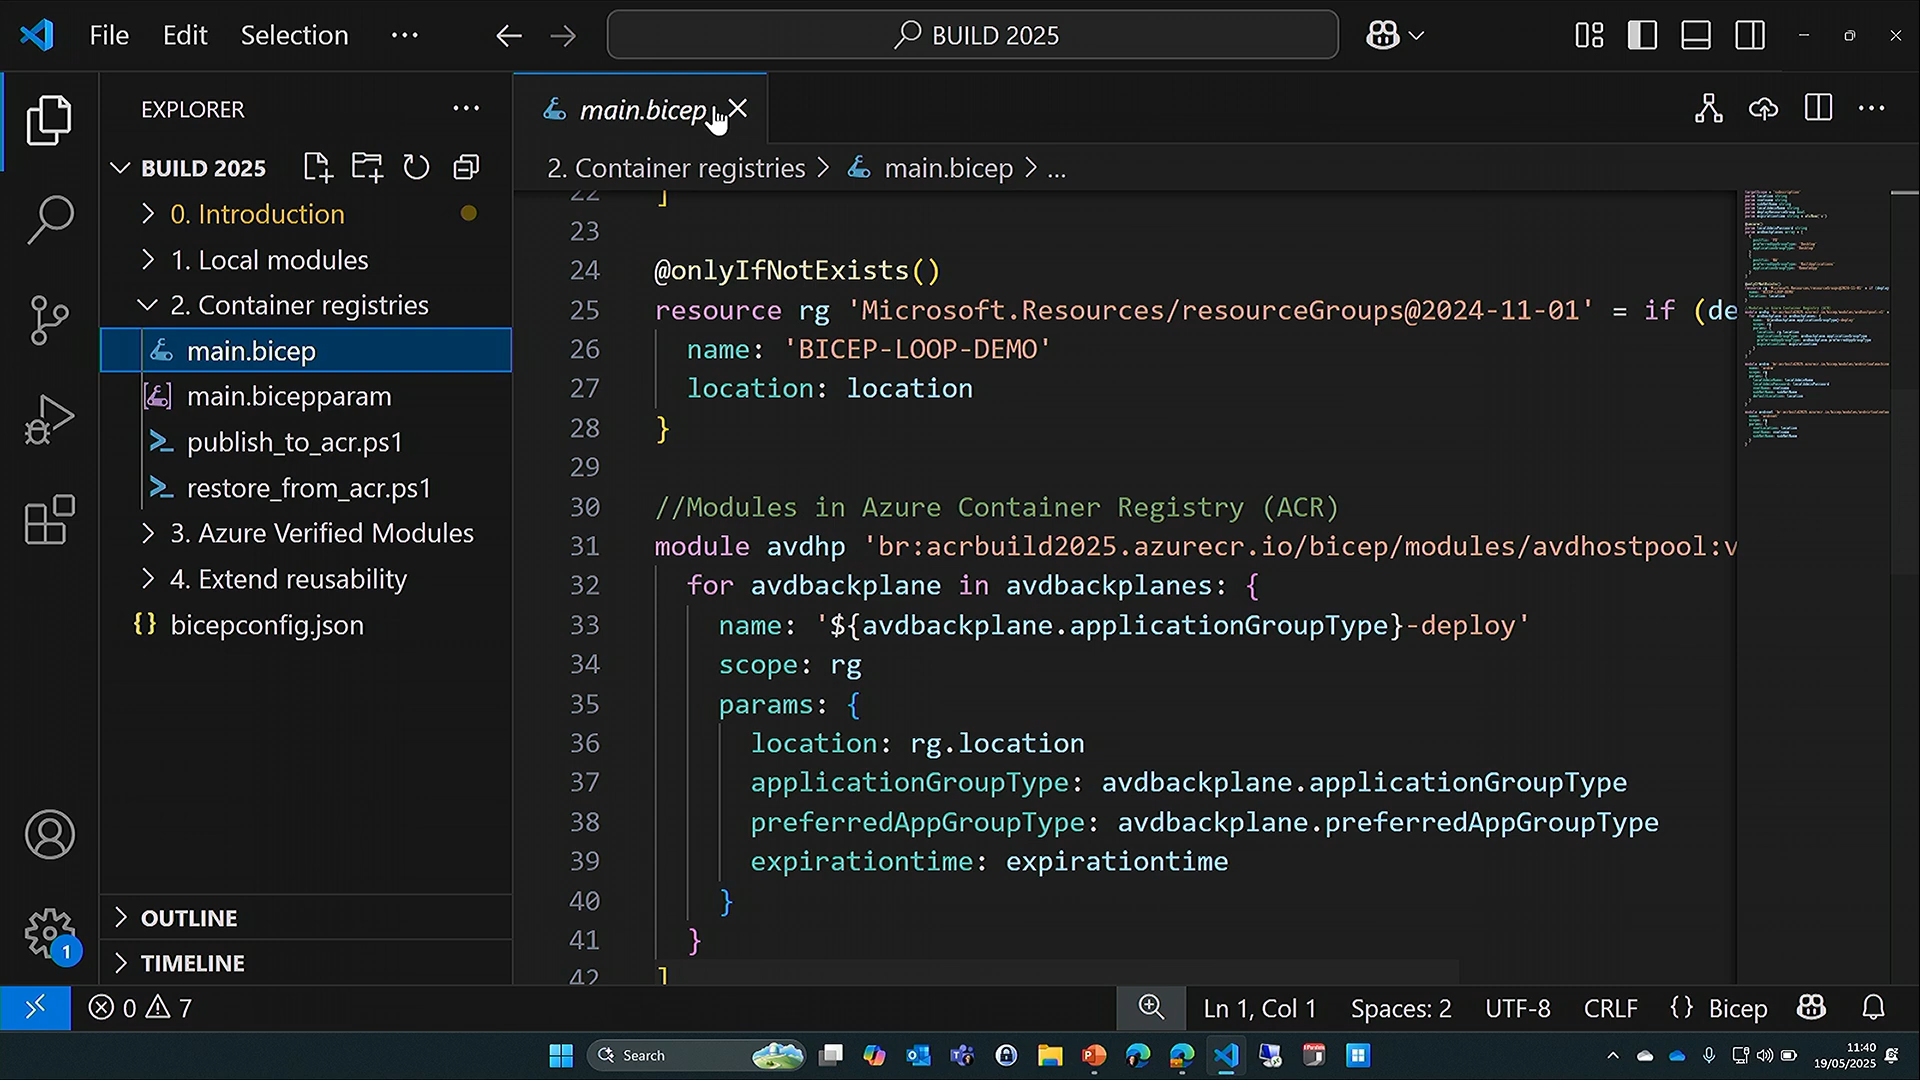 File Edit Selection ...
BUILD 2025
EXPLORER
main.bicep
BUILD 2025
2. Container registries > main.bicep > ...
0. Introduction
1. Local modules
2. Container registries
main.bicep
main.bicepparam
publish_to_acr.ps1
restore_from_acr.ps1
3. Azure Verified Modules
4. Extend reusability
{} bicepconfig.json
OUTLINE
TIMELINE
1
22 ]
23
24 @onlyIfNotExists()
25 resource rg 'Microsoft.Resources/resourceGroups@2024-11-01' = if (de
26 name: 'BICEP-LOOP-DEMO'
27 location: location
28 }
29
30 //Modules in Azure Container Registry (ACR)
31 module avdhp 'br:acrbuild2025.azurecr.io/bicep/modules/avdhostpool:v
32 for avdbackplane in avdbackplanes: {
33 name: '${avdbackplane.applicationGroupType}-deploy'
34 scope: rg
35 params: {
36 location: rg.location
37 applicationGroupType: avdbackplane.applicationGroupType
38 preferredAppGroupType: avdbackplane.preferredAppGroupType
39 expirationtime: expirationtime
40 }
41 }
42 ]
0 7
Ln 1, Col 1 Spaces: 2 UTF-8 CRLF {} Bicep
Search
11:40
19/05/2025